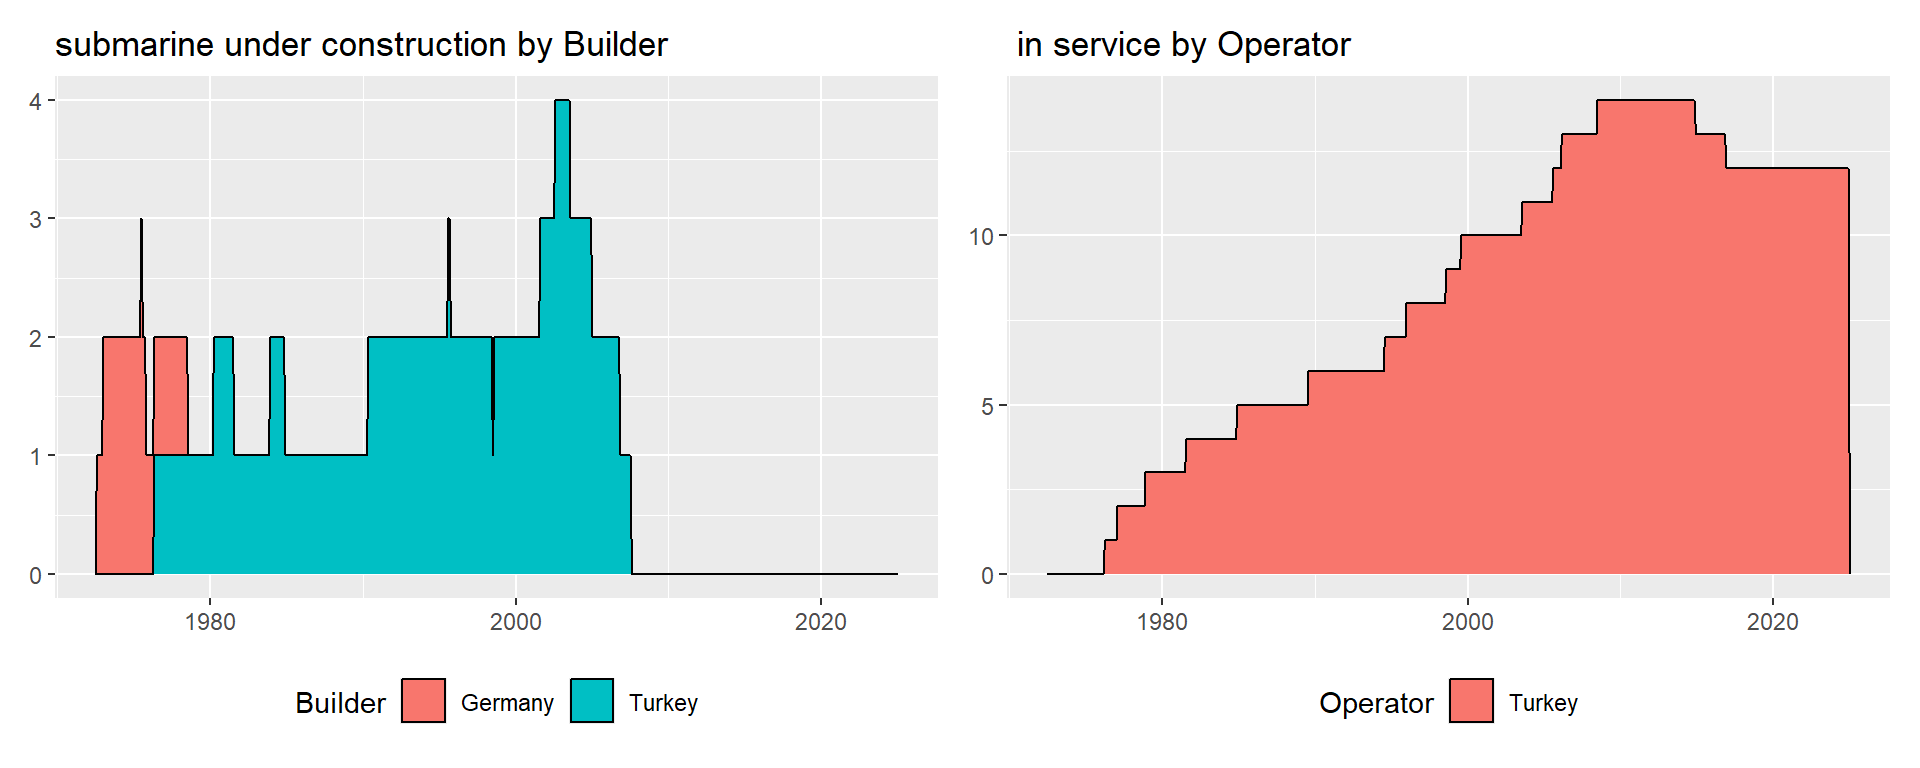 submarine under construction by Builder
4
3
2
1
0
1980 2000 2020
Builder Germany Turkey
in service by Operator
10
5
0
1980 2000 2020
Operator Turkey